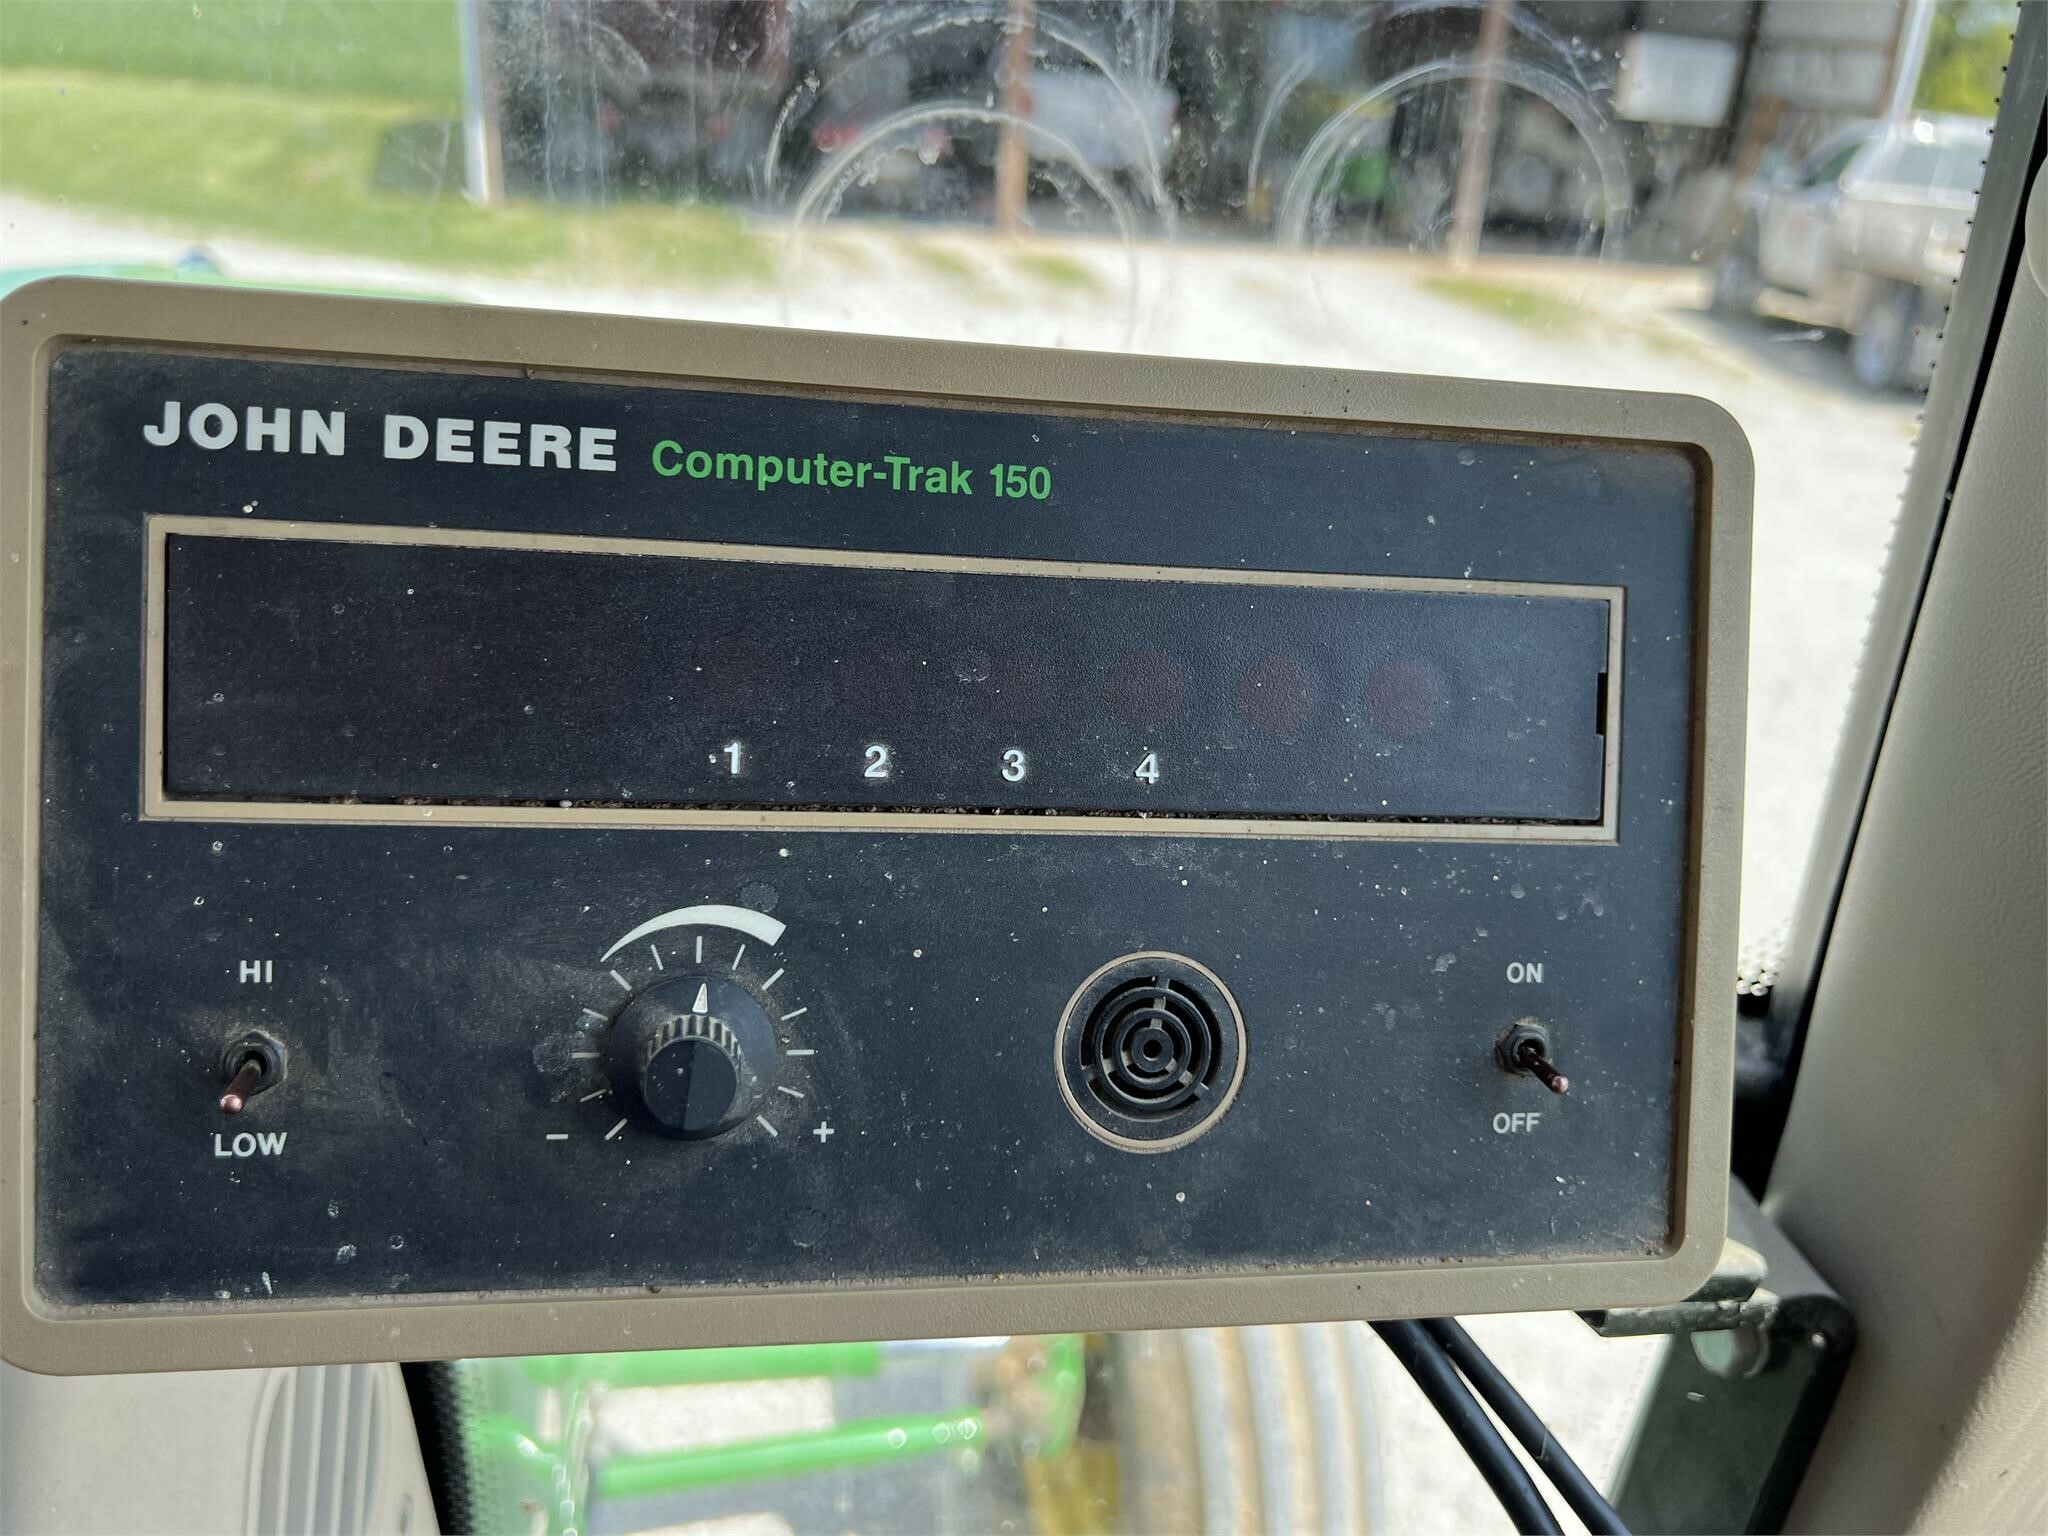 JOHN DEERE Computer-Trak 150
1 2 3 4
HI
ON
LOW
- +
OFF